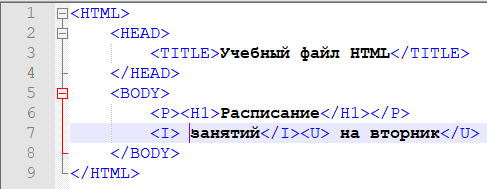 1 <HTML>
2 <HEAD>
3 <TITLE>Учебный файл HTML</TITLE>
4 </HEAD>
5 <BODY>
6 <P><H1>Расписание</H1></P>
7 <I> занятий</I><U> на вторник</U>
8 </BODY>
9 </HTML>